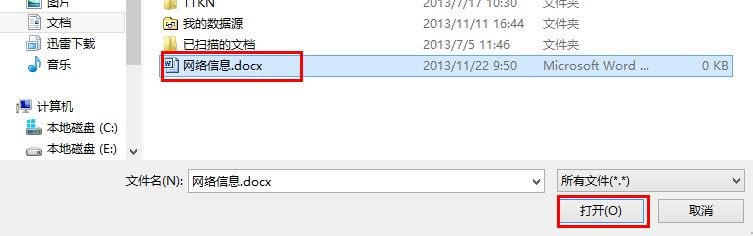 图片
文档
迅雷下载
音乐
计算机
本地磁盘 (C:)
本地磁盘 (E:)
TTKN 2013/7/17 10:30 文件夹
我的数据源 2013/11/11 16:44 文件夹
已扫描的文档 2013/7/5 11:46 文件夹
网络信息.docx 2013/11/22 9:50 Microsoft Word ... 0 KB
文件名(N): 网络信息.docx 所有文件(*.*)
打开(O) 取消